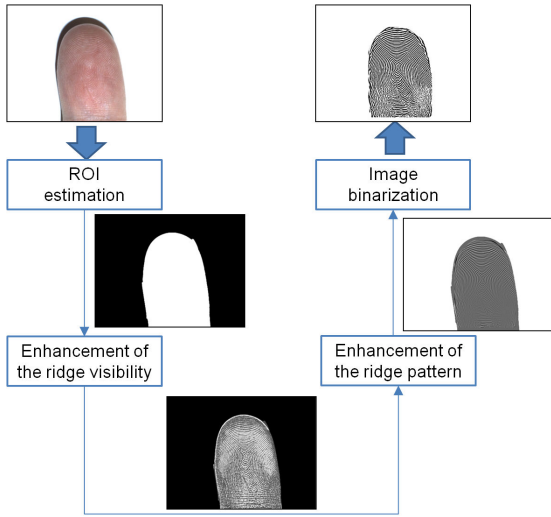 ROI
estimation
Enhancement of
the ridge visibility
Enhancement of
the ridge pattern
Image
binarization